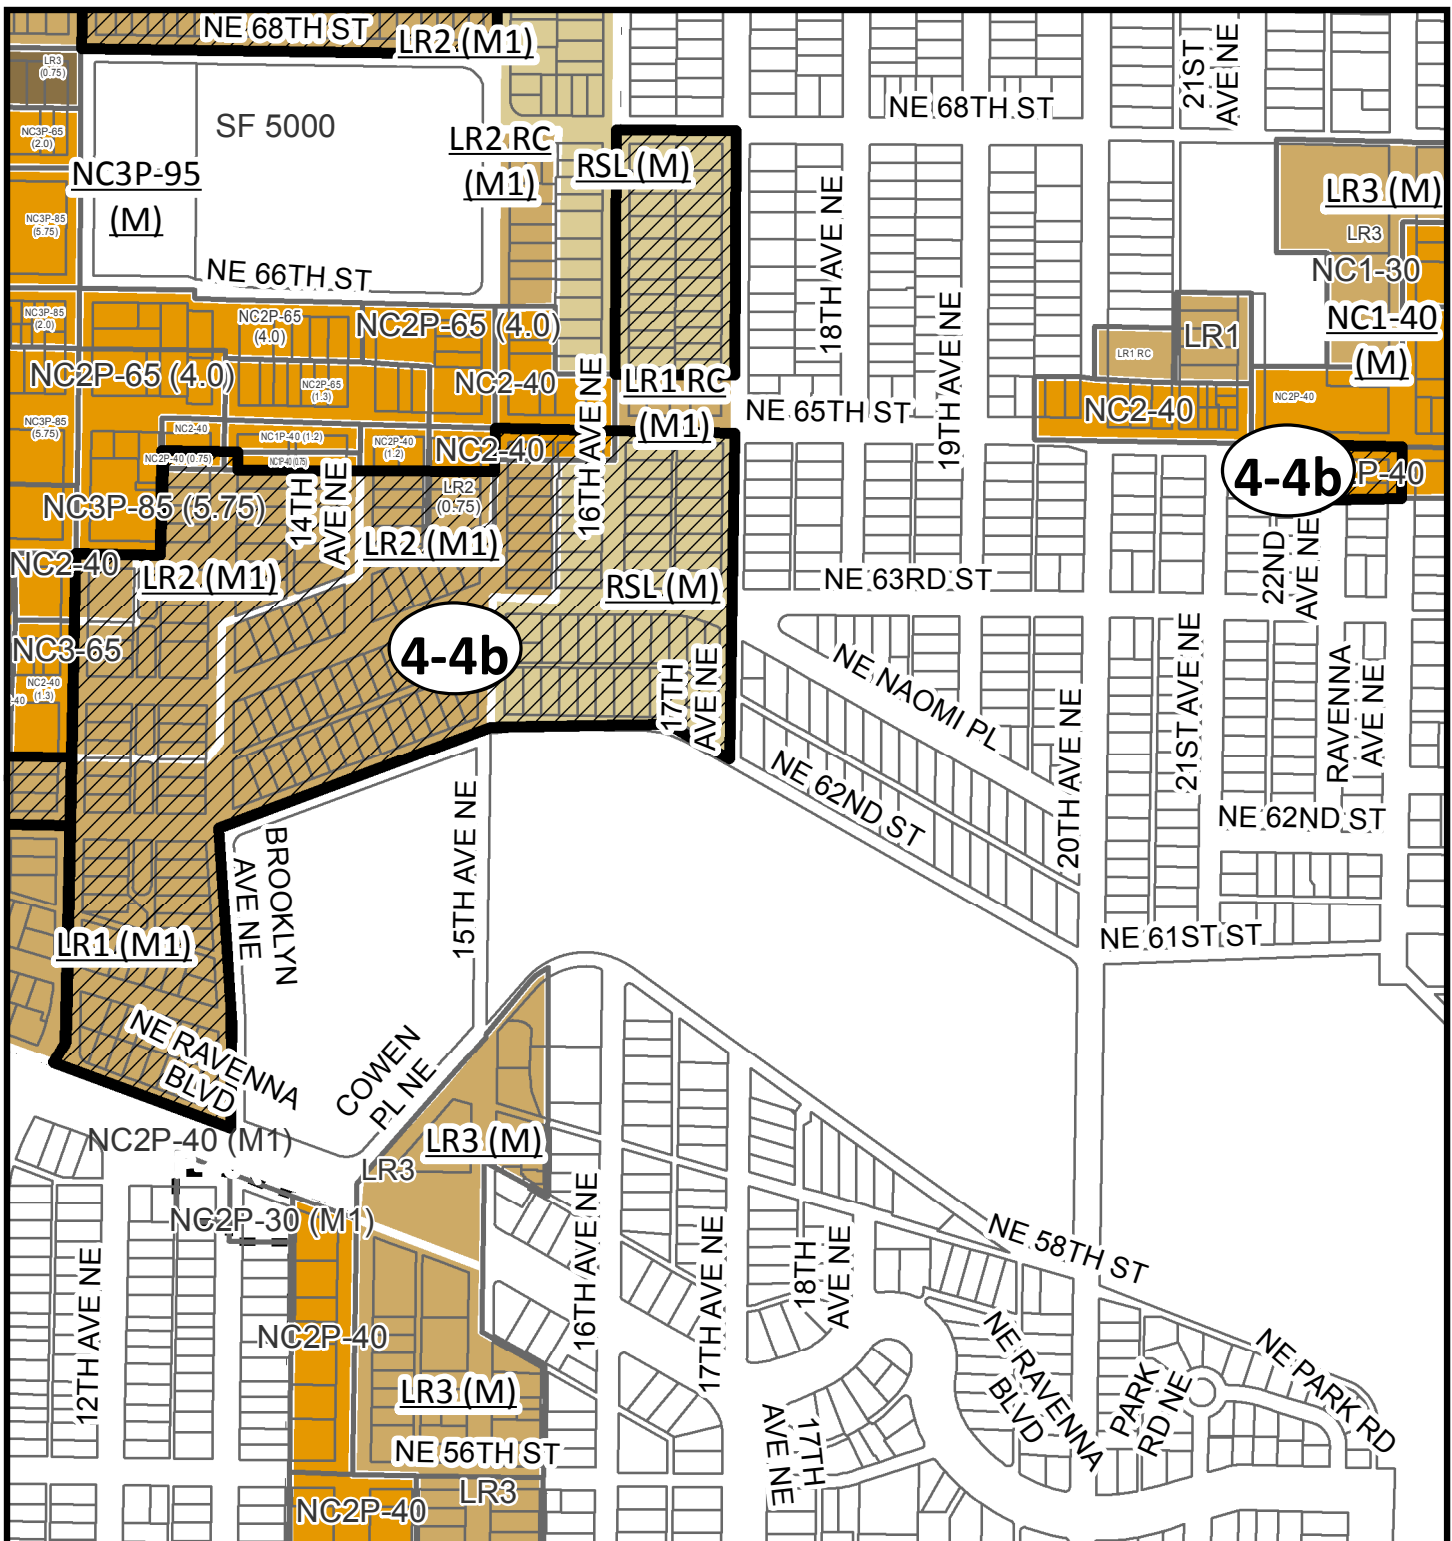 NE 68TH ST
LR2 (M1)
21ST
AVE NE
LR3
(0.75)
NE 68TH ST
SF 5000
NC3P-65
(2.0)
LR2 RC
(M1)
RSL (M)
NC3P-95
(M)
LR3 (M)
LR3
NC3P-85
(5.75)
18TH AVE NE
NE 66TH ST
NC1-30
NC3P-85
(2.0)
NC2P-65
(4.0)
NC2P-65 (4.0)
19TH AVE NE
NC1-40
(M)
LR1
LR1 RC
NC2P-65 (4.0)
NC2P-65
(1.3)
NC2-40
16TH AVE NE
LR1 RC
(M1)
NE 65TH ST
NC2-40
NC2P-40
NC3P-85
(5.75)
NC2-40
NC1P-40 (1.2)
NC2P-40
(1.2)
NC2-40
NC2P-40 (0.75)
NC1P-40 (0.75)
4-4b
P-40
LR2
(0.75)
NC3P-85 (5.75)
14TH
AVE NE
LR2 (M1)
NC2-40
LR2 (M1)
RSL (M)
NE 63RD ST
22ND
AVE NE
NC3-65
4-4b
NC2-40
(1.3)
-40
17TH
AVE NE
NE NAOMI PL
20TH AVE NE
21ST AVE NE
RAVENNA
AVE NE
NE 62ND ST
NE 62ND ST
15TH AVE NE
BROOKLYN
AVE NE
LR1 (M1)
NE 61ST ST
NE RAVENNA
BLVD
COWEN
PL NE
NC2P-40 (M1)
LR3 (M)
LR3
NC2P-30 (M1)
12TH AVE NE
16TH AVE NE
17TH AVE NE
18TH
AVE NE
NE 58TH ST
NC2P-40
NE RAVENNA
BLVD
PARK
RD NE
NE PARK RD
LR3 (M)
17TH
AVE NE
NE 56TH ST
LR3
NC2P-40